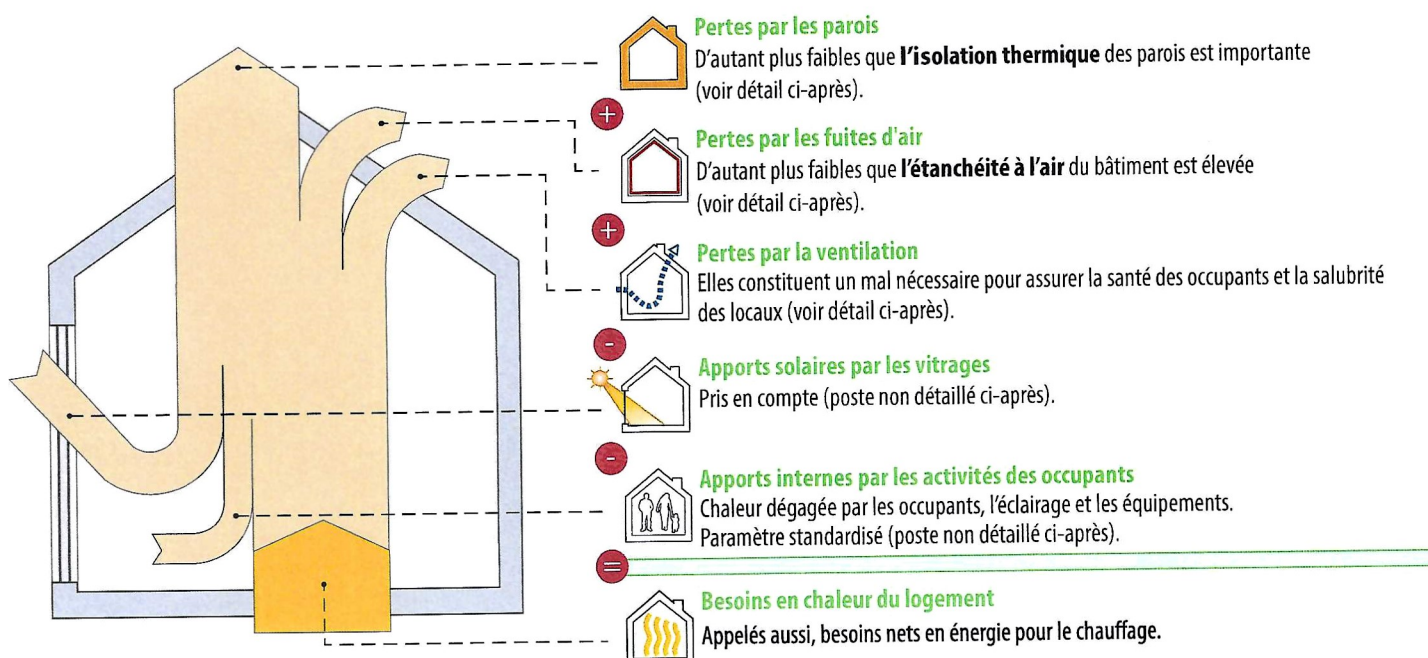 Pertes par les parois
D'autant plus faibles que l'isolation thermique des parois est importante
(voir détail ci-après).
+
Pertes par les fuites d'air
D'autant plus faibles que l'étanchéité à l'air du bâtiment est élevée
(voir détail ci-après).
+
Pertes par la ventilation
Elles constituent un mal nécessaire pour assurer la santé des occupants et la salubrité
des locaux (voir détail ci-après).
-
Apports solaires par les vitrages
Pris en compte (poste non détaillé ci-après).
-
Apports internes par les activités des occupants
Chaleur dégagée par les occupants, l'éclairage et les équipements.
Paramètre standardisé (poste non détaillé ci-après).
=
Besoins en chaleur du logement
Appelés aussi, besoins nets en énergie pour le chauffage.